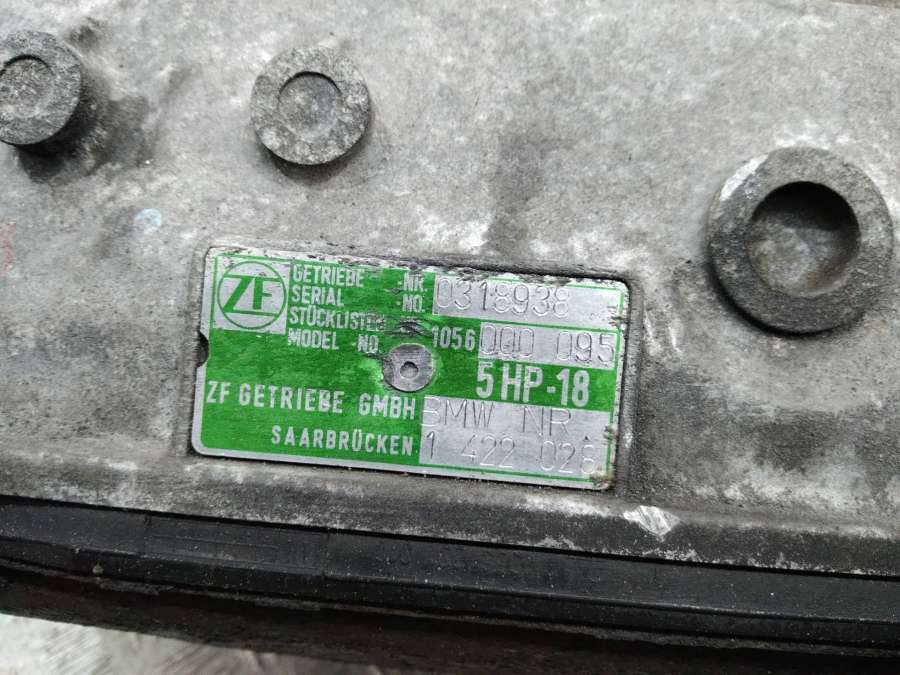 ZF
GETRIEBE -NR. 0318938
SERIAL -NO.
STÜCKLISTEN
MODEL NO. 1056 000 095
5 HP - 18
ZF GETRIEBE GMBH BMW NR.
SAARBRÜCKEN 1 422 028